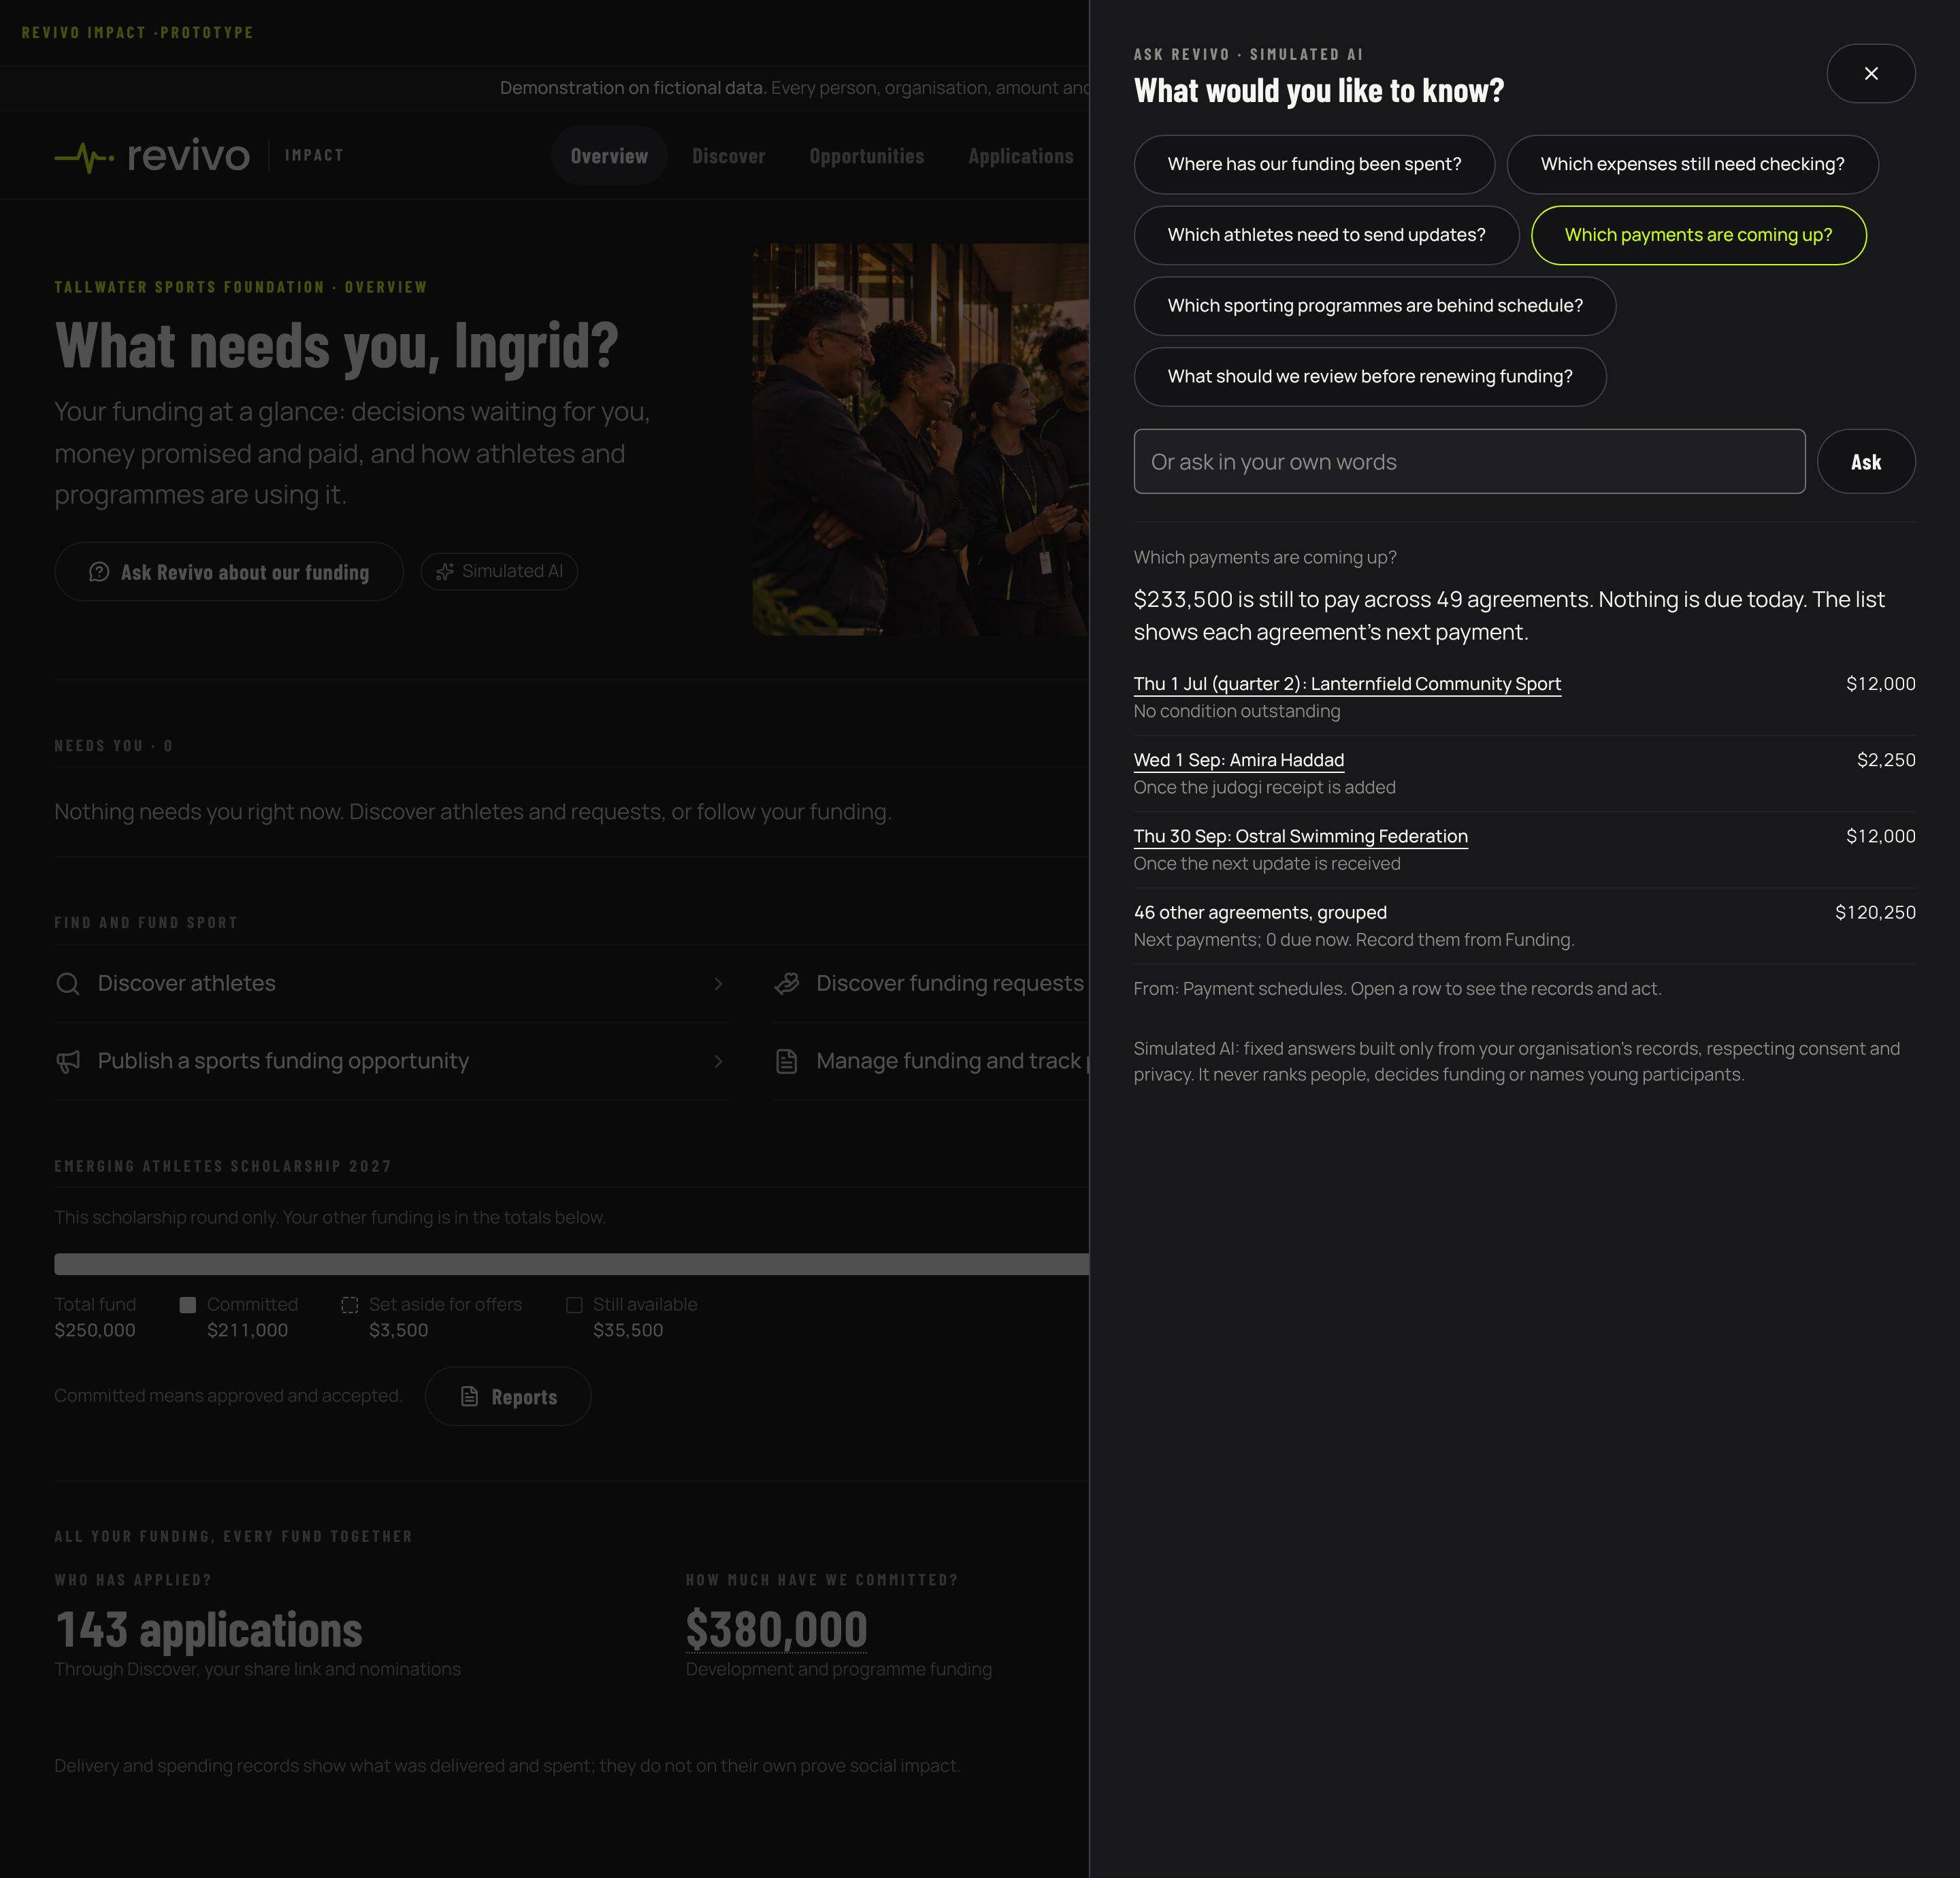 REVIVO IMPACT ·PROTOTYPE
Demonstration on fictional data. Every person, organisation, amount and
revivo
IMPACT
Overview
Discover
Opportunities
Applications
TALLWATER SPORTS FOUNDATION · OVERVIEW
What needs you, Ingrid?
Your funding at a glance: decisions waiting for you,
money promised and paid, and how athletes and
programmes are using it.
Ask Revivo about our funding
Simulated AI
NEEDS YOU · 0
Nothing needs you right now. Discover athletes and requests, or follow your funding.
FIND AND FUND SPORT
Discover athletes
Discover funding requests
Publish a sports funding opportunity
Manage funding and track
EMERGING ATHLETES SCHOLARSHIP 2027
This scholarship round only. Your other funding is in the totals below.
Total fund
$250,000
Committed
$211,000
Set aside for offers
$3,500
Still available
$35,500
Committed means approved and accepted.
Reports
ALL YOUR FUNDING, EVERY FUND TOGETHER
WHO HAS APPLIED?
143 applications
Through Discover, your share link and nominations
HOW MUCH HAVE WE COMMITTED?
$380,000
Development and programme funding
Delivery and spending records show what was delivered and spent; they do not on their own prove social impact.
ASK REVIVO · SIMULATED AI
What would you like to know?
Where has our funding been spent?
Which expenses still need checking?
Which athletes need to send updates?
Which payments are coming up?
Which sporting programmes are behind schedule?
What should we review before renewing funding?
Or ask in your own words
Ask
Which payments are coming up?
$233,500 is still to pay across 49 agreements. Nothing is due today. The list
shows each agreement's next payment.
Thu 1 Jul (quarter 2): Lanternfield Community Sport
$12,000
No condition outstanding
Wed 1 Sep: Amira Haddad
$2,250
Once the judogi receipt is added
Thu 30 Sep: Ostral Swimming Federation
$12,000
Once the next update is received
46 other agreements, grouped
$120,250
Next payments; 0 due now. Record them from Funding.
From: Payment schedules. Open a row to see the records and act.
Simulated AI: fixed answers built only from your organisation's records, respecting consent and
privacy. It never ranks people, decides funding or names young participants.